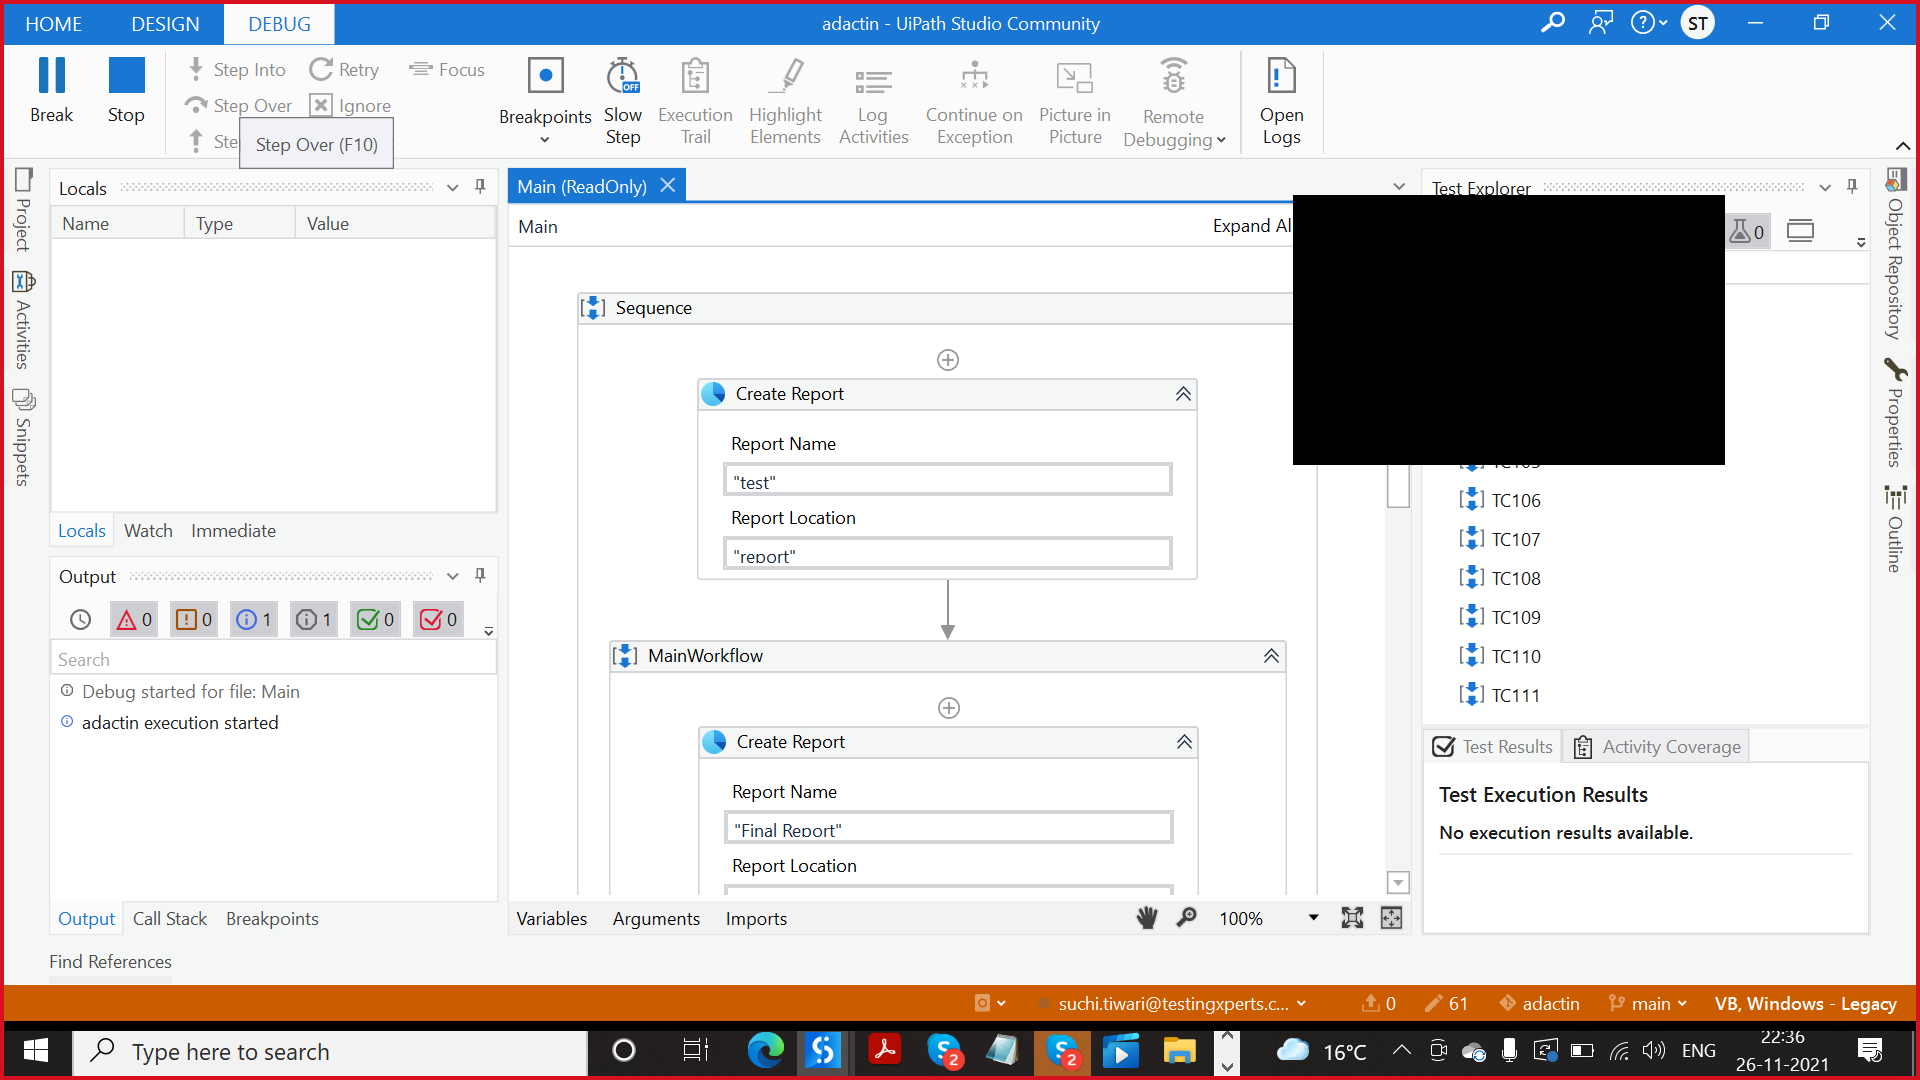 HOME DESIGN DEBUG adactin - UiPath Studio Community ST
Break Stop Step Into Retry Focus
Step Over Ignore
Step Over (F10)
Breakpoints Slow Step Execution Trail Highlight Elements Log Activities Continue on Exception Picture in Picture Remote Debugging Open Logs
Project
Activities
Snippets
Locals
Name Type Value
Locals Watch Immediate
Output
0 0 1 1 0 0
Search
Debug started for file: Main
adactin execution started
Output Call Stack Breakpoints
Find References
Main (ReadOnly)
Main Expand Al
Sequence
Create Report
Report Name
"test"
Report Location
"report"
MainWorkflow
Create Report
Report Name
"Final Report"
Report Location
Variables Arguments Imports 100%
Test Explorer
0
TC106
TC107
TC108
TC109
TC110
TC111
Test Results Activity Coverage
Test Execution Results
No execution results available.
Object Repository
Properties
Outline
suchi.tiwari@testingxperts.c... 0 61 adactin main VB, Windows - Legacy
Type here to search 2 2 16°C ENG 22:36
26-11-2021